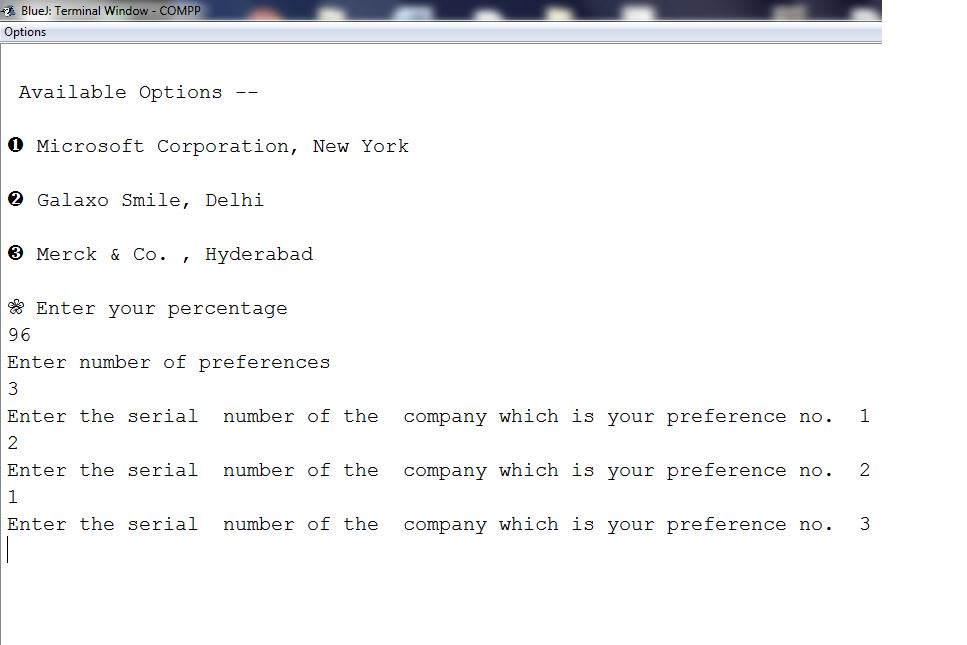 BlueJ: Terminal Window - COMPP
Options
Available Options --
❶ Microsoft Corporation, New York
❷ Galaxo Smile, Delhi
❸ Merck & Co. , Hyderabad
❀ Enter your percentage
96
Enter number of preferences
3
Enter the serial  number of the  company which is your preference no.  1
2
Enter the serial  number of the  company which is your preference no.  2
1
Enter the serial  number of the  company which is your preference no.  3